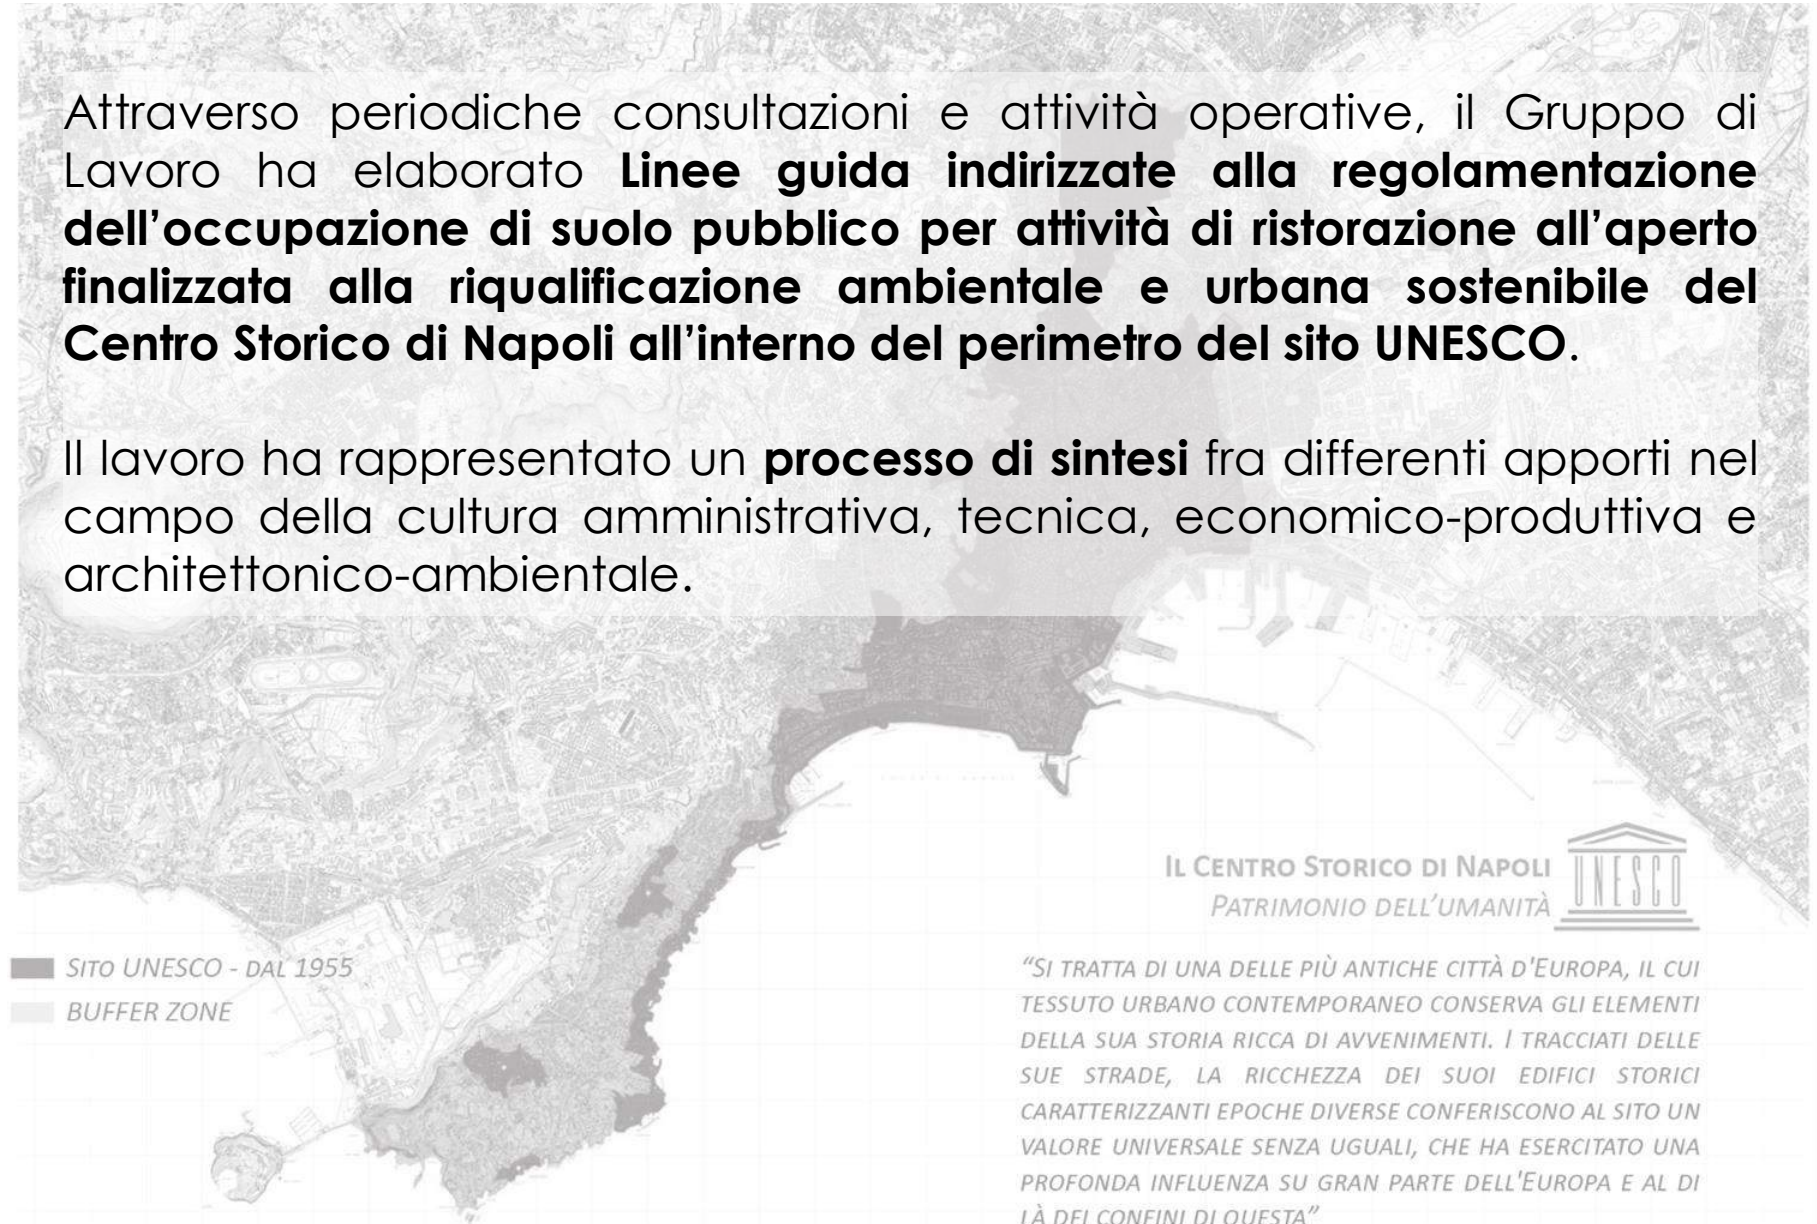 Attraverso periodiche consultazioni e attività operative, il Gruppo di
Lavoro ha elaborato Linee guida indirizzate alla regolamentazione
dell’occupazione di suolo pubblico per attività di ristorazione all’aperto
finalizzata alla riqualificazione ambientale e urbana sostenibile del
Centro Storico di Napoli all’interno del perimetro del sito UNESCO.
Il lavoro ha rappresentato un processo di sintesi fra differenti apporti nel
campo della cultura amministrativa, tecnica, economico-produttiva e
architettonico-ambientale.
IL CENTRO STORICO DI NAPOLI
PATRIMONIO DELL’UMANITÀ
UNESCO
SITO UNESCO - DAL 1955
BUFFER ZONE
“SI TRATTA DI UNA DELLE PIÙ ANTICHE CITTÀ D'EUROPA, IL CUI
TESSUTO URBANO CONTEMPORANEO CONSERVA GLI ELEMENTI
DELLA SUA STORIA RICCA DI AVVENIMENTI. I TRACCIATI DELLE
SUE STRADE, LA RICCHEZZA DEI SUOI EDIFICI STORICI
CARATTERIZZANTI EPOCHE DIVERSE CONFERISCONO AL SITO UN
VALORE UNIVERSALE SENZA UGUALI, CHE HA ESERCITATO UNA
PROFONDA INFLUENZA SU GRAN PARTE DELL'EUROPA E AL DI
LÀ DEI CONFINI DI QUESTA”